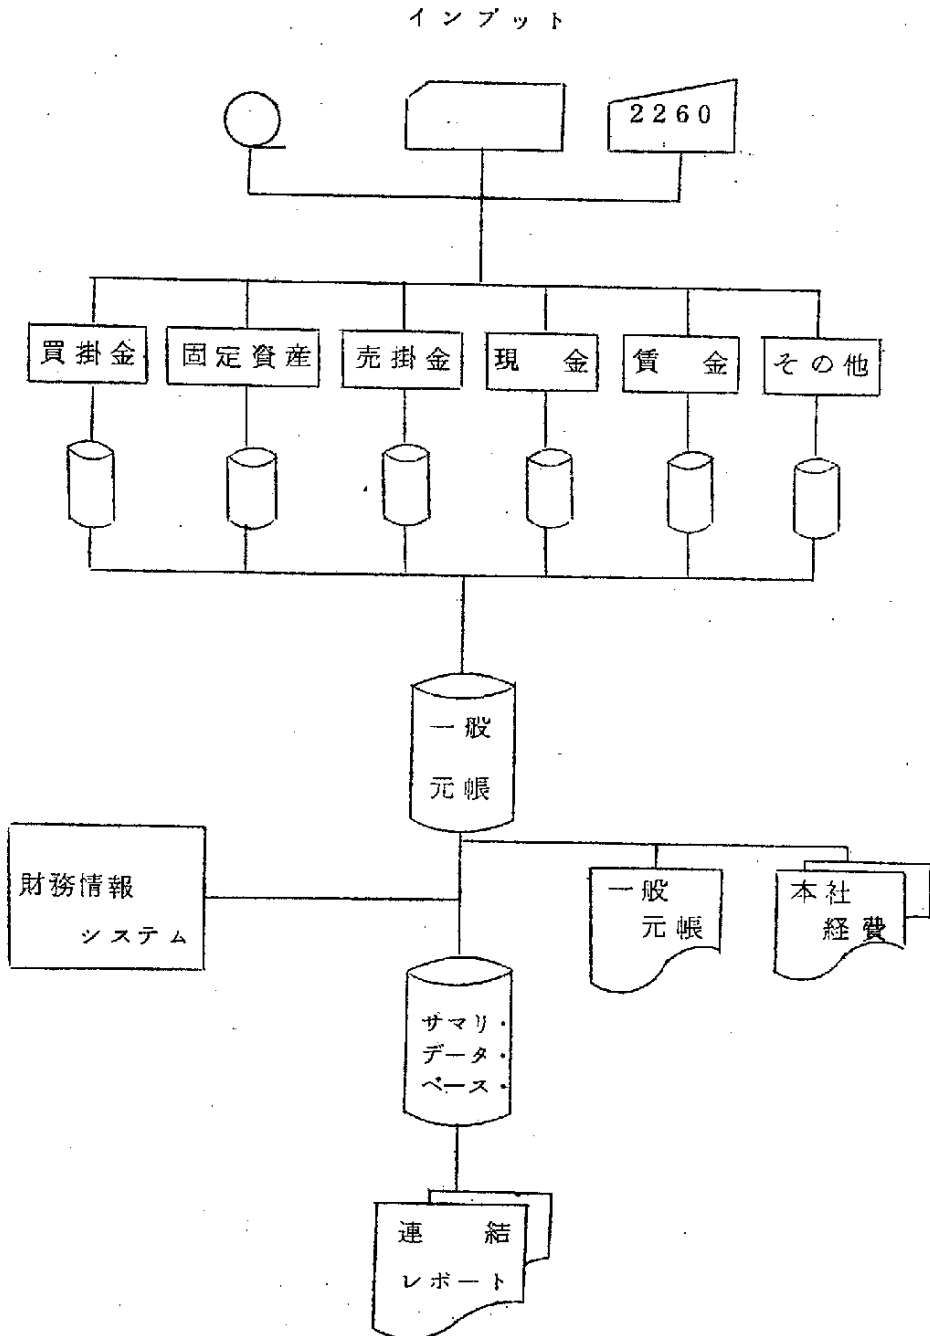 インプット
2260
買掛金
固定資産
売掛金
現金
賃金
その他
一般
元帳
財務情報
システム
一般
元帳
本社
経費
サマリ・
データ・
ベース・
連結
レポート